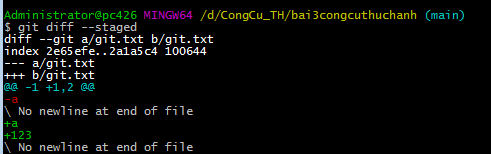 Administrator@pc426 MINGW64 /d/CongCu_TH/bai3congcuthuchanh (main)
$ git diff --staged
diff --git a/git.txt b/git.txt
index 2e65efe..2a1a5c4 100644
--- a/git.txt
+++ b/git.txt
@@ -1 +1,2 @@
-a
\ No newline at end of file
+a
+123
\ No newline at end of file